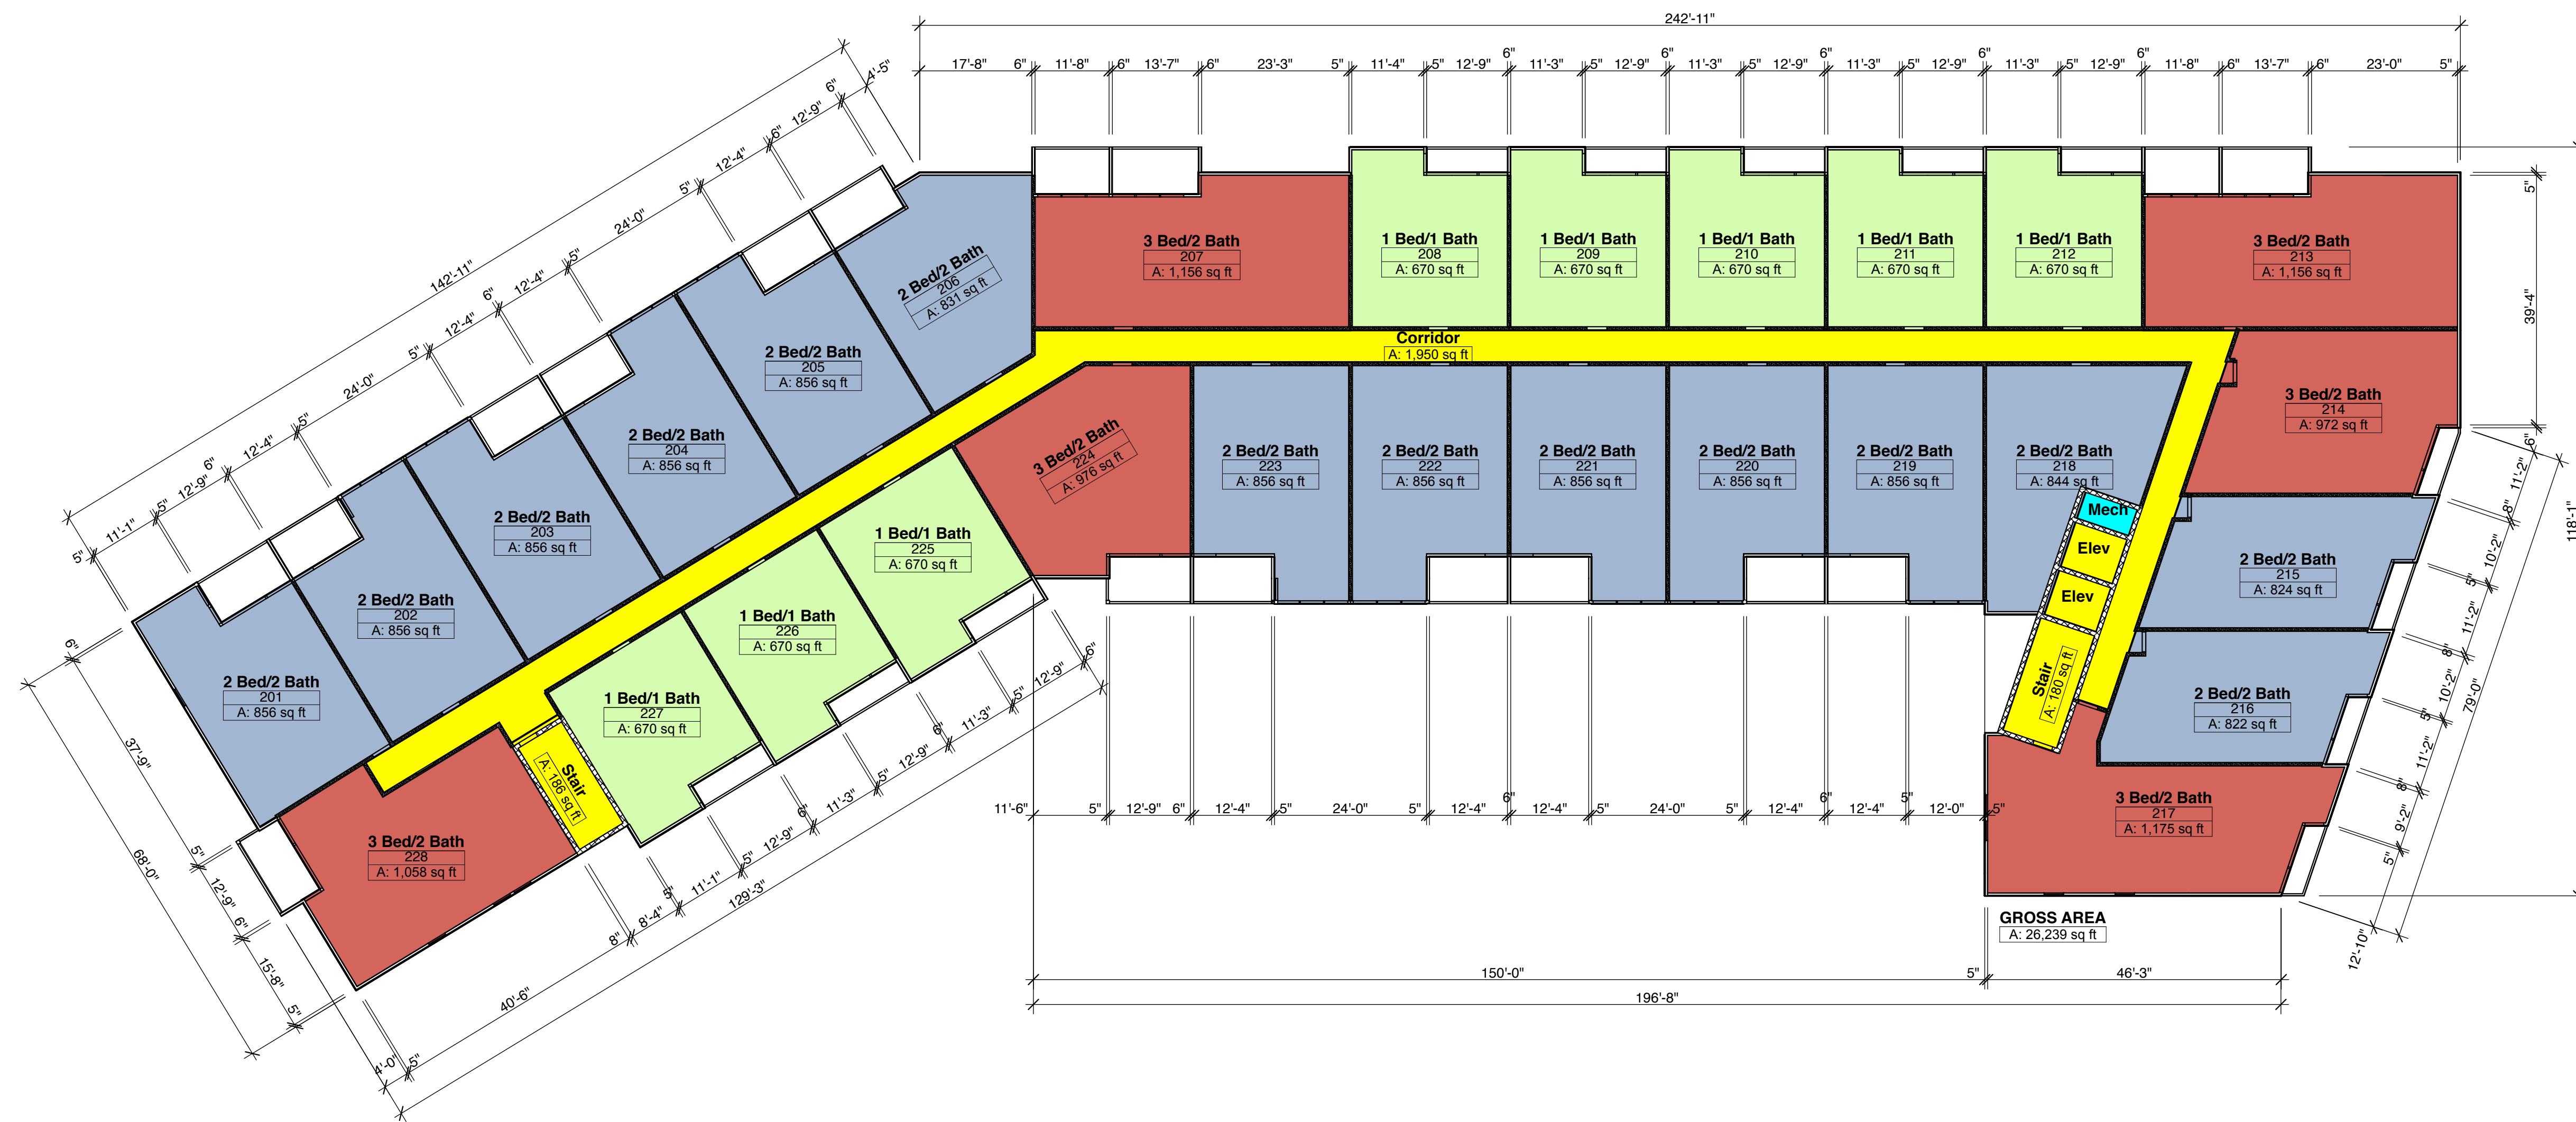 242'-11"
17'-8" 6" 11'-8" 6" 13'-7" 6" 23'-3" 5" 11'-4" 5" 12'-9" 6" 11'-3" 5" 12'-9" 6" 11'-3" 5" 12'-9" 6" 11'-3" 5" 12'-9" 6" 11'-3" 5" 12'-9" 6" 11'-8" 6" 13'-7" 6" 23'-0" 5"
142'-11"
4'-5"
5" 11'-1" 5" 12'-9" 6" 12'-4" 5" 24'-0" 5" 12'-4" 6" 12'-4" 5" 24'-0" 5" 12'-4" 6" 12'-9" 6"
2 Bed/2 Bath
201
A: 856 sq ft
2 Bed/2 Bath
202
A: 856 sq ft
2 Bed/2 Bath
203
A: 856 sq ft
2 Bed/2 Bath
204
A: 856 sq ft
2 Bed/2 Bath
205
A: 856 sq ft
2 Bed/2 Bath
206
A: 831 sq ft
3 Bed/2 Bath
207
A: 1,156 sq ft
1 Bed/1 Bath
208
A: 670 sq ft
1 Bed/1 Bath
209
A: 670 sq ft
1 Bed/1 Bath
210
A: 670 sq ft
1 Bed/1 Bath
211
A: 670 sq ft
1 Bed/1 Bath
212
A: 670 sq ft
3 Bed/2 Bath
213
A: 1,156 sq ft
Corridor
A: 1,950 sq ft
3 Bed/2 Bath
214
A: 972 sq ft
2 Bed/2 Bath
215
A: 824 sq ft
2 Bed/2 Bath
216
A: 822 sq ft
3 Bed/2 Bath
217
A: 1,175 sq ft
2 Bed/2 Bath
218
A: 844 sq ft
Mech
Elev
Elev
Stair
A: 180 sq ft
2 Bed/2 Bath
219
A: 856 sq ft
2 Bed/2 Bath
220
A: 856 sq ft
2 Bed/2 Bath
221
A: 856 sq ft
2 Bed/2 Bath
222
A: 856 sq ft
2 Bed/2 Bath
223
A: 856 sq ft
3 Bed/2 Bath
224
A: 976 sq ft
1 Bed/1 Bath
225
A: 670 sq ft
1 Bed/1 Bath
226
A: 670 sq ft
1 Bed/1 Bath
227
A: 670 sq ft
Stair
A: 186 sq ft
3 Bed/2 Bath
228
A: 1,058 sq ft
5"
39'-4"
118'-1"
6" 11'-2" 8" 10'-2" 5" 11'-2" 8" 10'-2" 5" 11'-2" 8" 9'-2" 5"
79'-0"
12'-10"
6" 37'-9" 5" 12'-9" 6" 15'-8" 5"
68'-0"
4'-0" 5" 40'-6" 8" 8'-4" 5" 11'-1" 5" 12'-9" 6" 11'-3" 5" 12'-9" 6" 11'-3" 5" 12'-9" 6"
129'-3"
11'-6" 5" 12'-9" 6" 12'-4" 5" 24'-0" 5" 12'-4" 6" 12'-4" 5" 24'-0" 5" 12'-4" 6" 12'-4" 5" 12'-0" 5"
GROSS AREA
A: 26,239 sq ft
150'-0" 5" 46'-3"
196'-8"